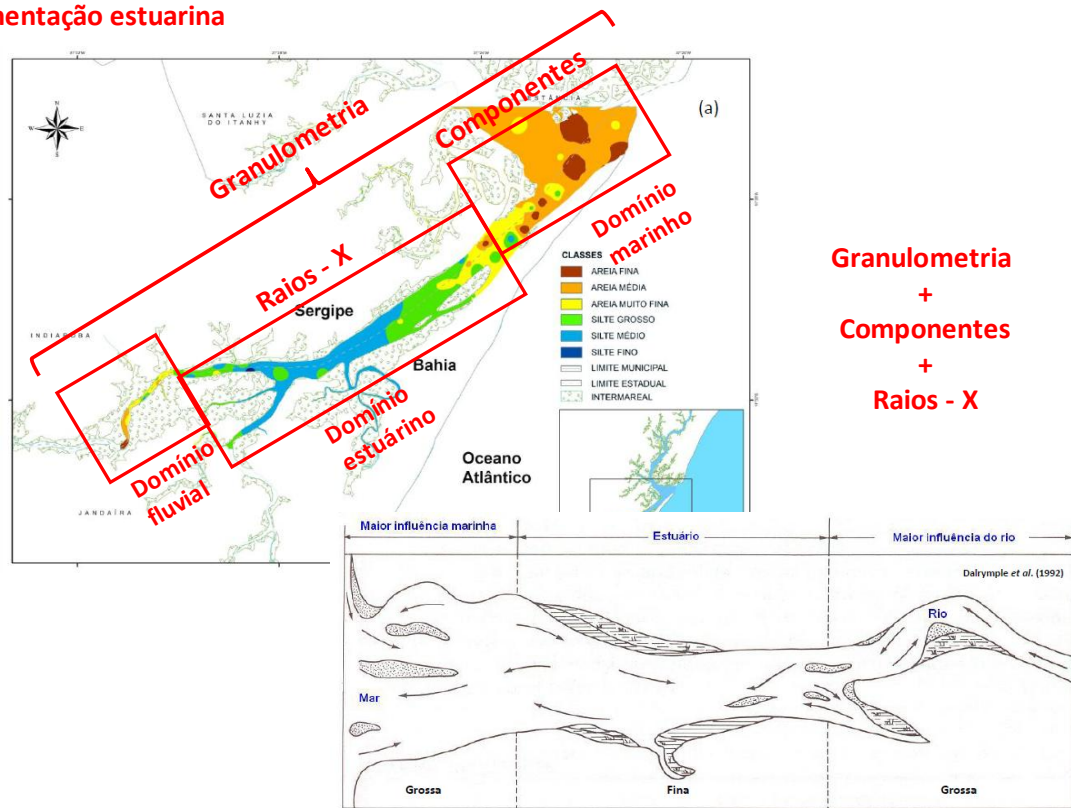 mentação estuarina
(a)
SANTA LUZIA
DO ITANHY
ESTÂNCIA
Componentes
Granulometria
Domínio
marinho
Raios - X
Sergipe
INDIAROBA
Bahia
CLASSES
AREIA FINA
AREIA MÉDIA
AREIA MUITO FINA
SILTE GROSSO
SILTE MÉDIO
SILTE FINO
LIMITE MUNICIPAL
LIMITE ESTADUAL
INTERMAREAL
Domínio
estuárino
Domínio
fluvial
Oceano
Atlântico
JANDAÍRA
Granulometria
+
Componentes
+
Raios - X
Maior influência marinha
Estuário
Maior influência do rio
Dalrymple et al. (1992)
Rio
Mar
Grossa
Fina
Grossa